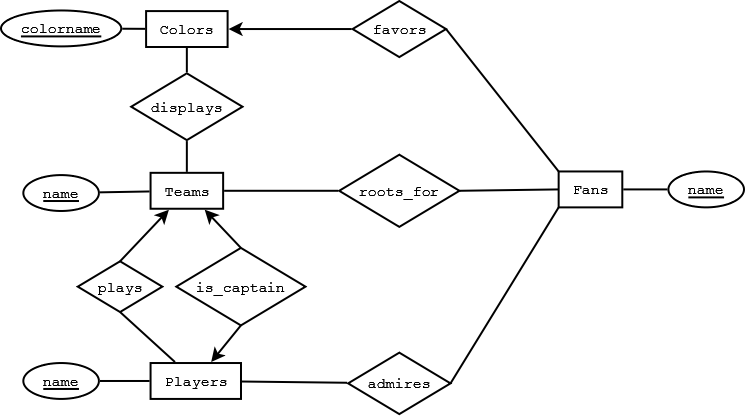 colorname
Colors
favors
displays
name
Teams
roots_for
Fans
name
plays
is_captain
name
Players
admires